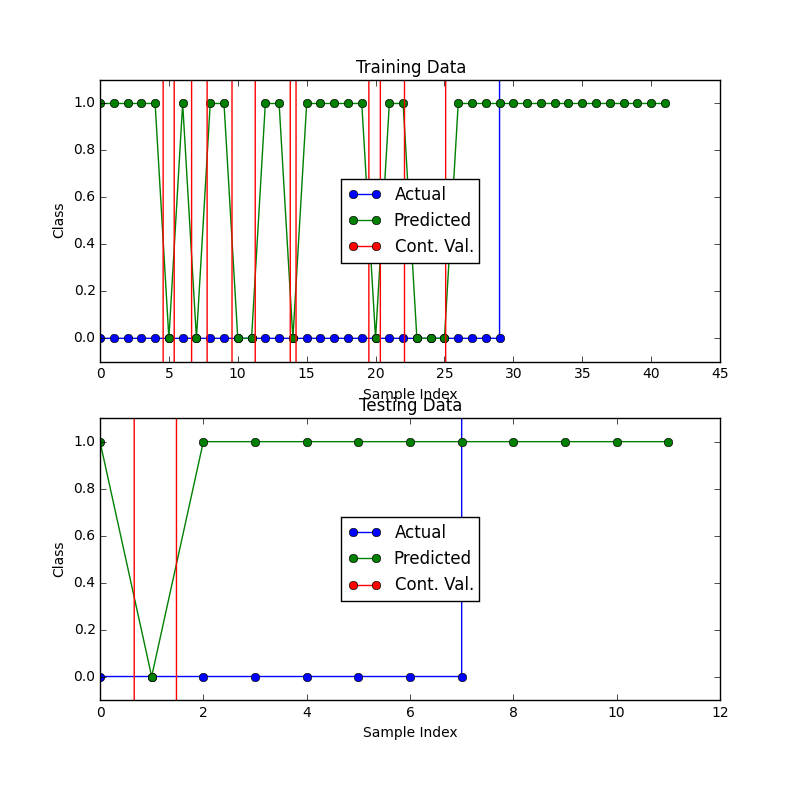 Training Data
1.0
0.8
0.6
0.4
0.2
0.0
Class
Actual
Predicted
Cont. Val.
0 5 10 15 20 25 30 35 40 45
Sample Index
Testing Data
1.0
0.8
0.6
0.4
0.2
0.0
Class
Actual
Predicted
Cont. Val.
0 2 4 6 8 10 12
Sample Index